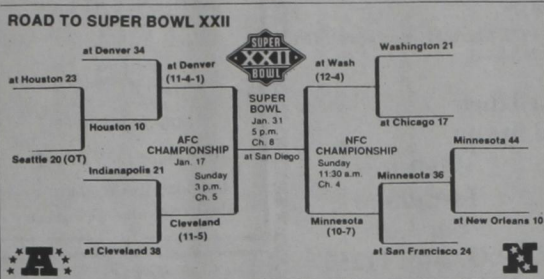 ROAD TO SUPER BOWL XXII
at Denver 34
at Houston 23
at Denver
(11-4-1)
Houston 10
Seattle 20 (OT)
Indianapolis 21
Cleveland
(11-5)
at Cleveland 38
AFC
CHAMPIONSHIP
Jan. 17
Sunday
3 p.m.
Ch. 5
SUPER
XXII
BOWL
SUPER
BOWL
Jan. 31
5 p.m.
Ch. 8
at San Diego
NFC
CHAMPIONSHIP
Sunday
11:30 a.m.
Ch. 4
at Wash
(12-4)
Washington 21
at Chicago 17
Minnesota 44
Minnesota 36
at New Orleans 10
Minnesota
(10-7)
at San Francisco 24
A
N